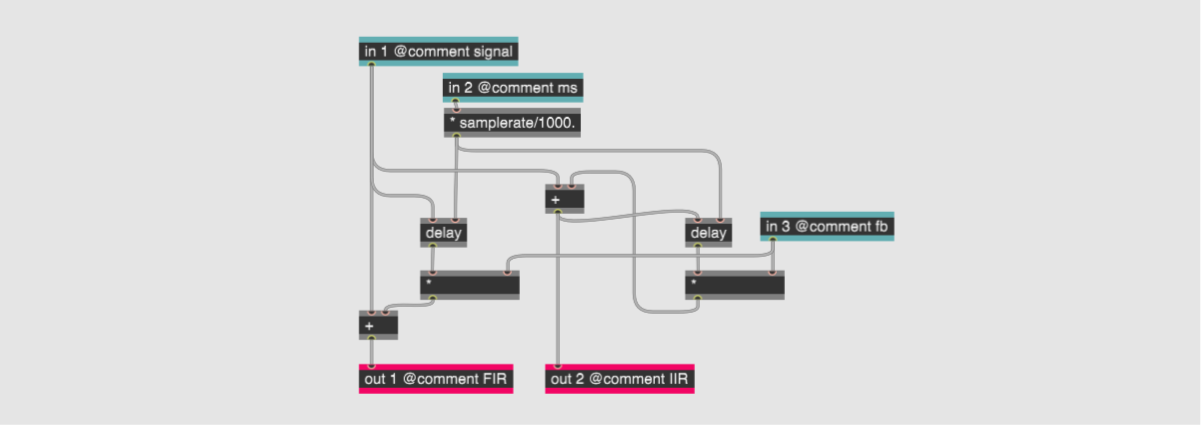 in 1 @comment signal
in 2 @comment ms
* samplerate/1000.
+
delay
delay
in 3 @comment fb
*
*
+
out 1 @comment FIR
out 2 @comment IIR